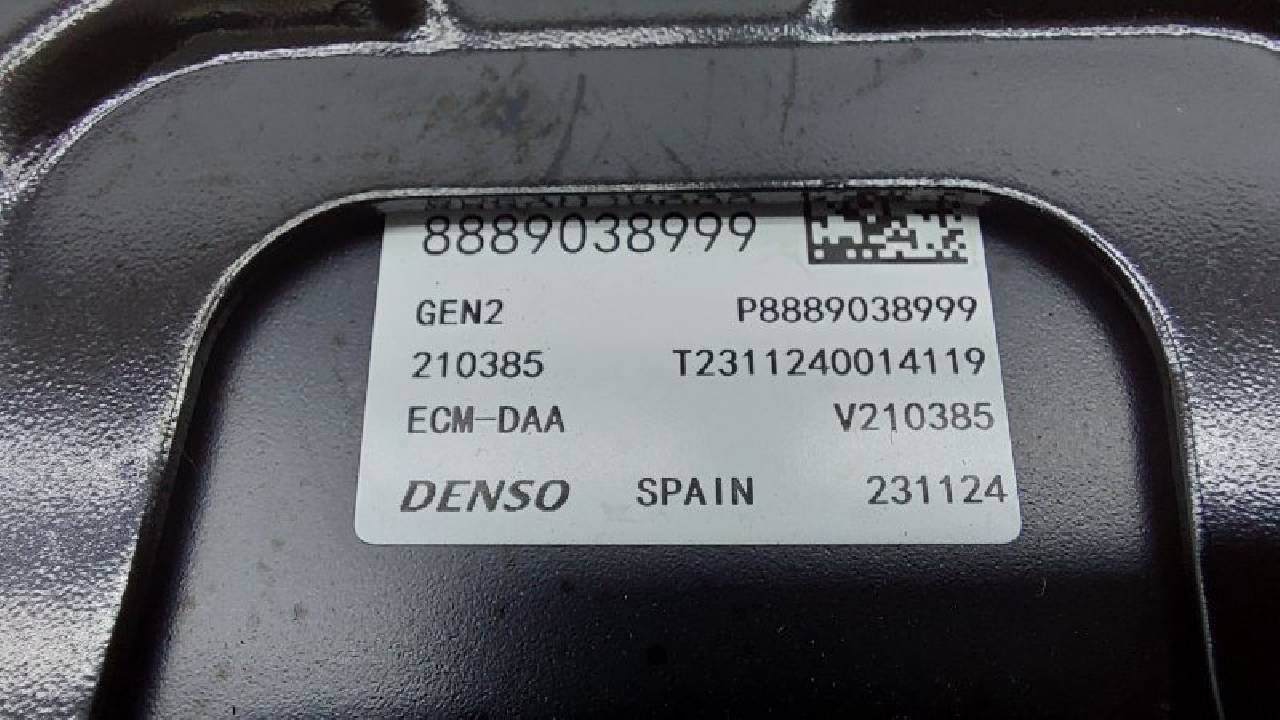 8889038999
GEN2 P8889038999
210385 T2311240014119
ECM-DAA V210385
DENSO SPAIN 231124